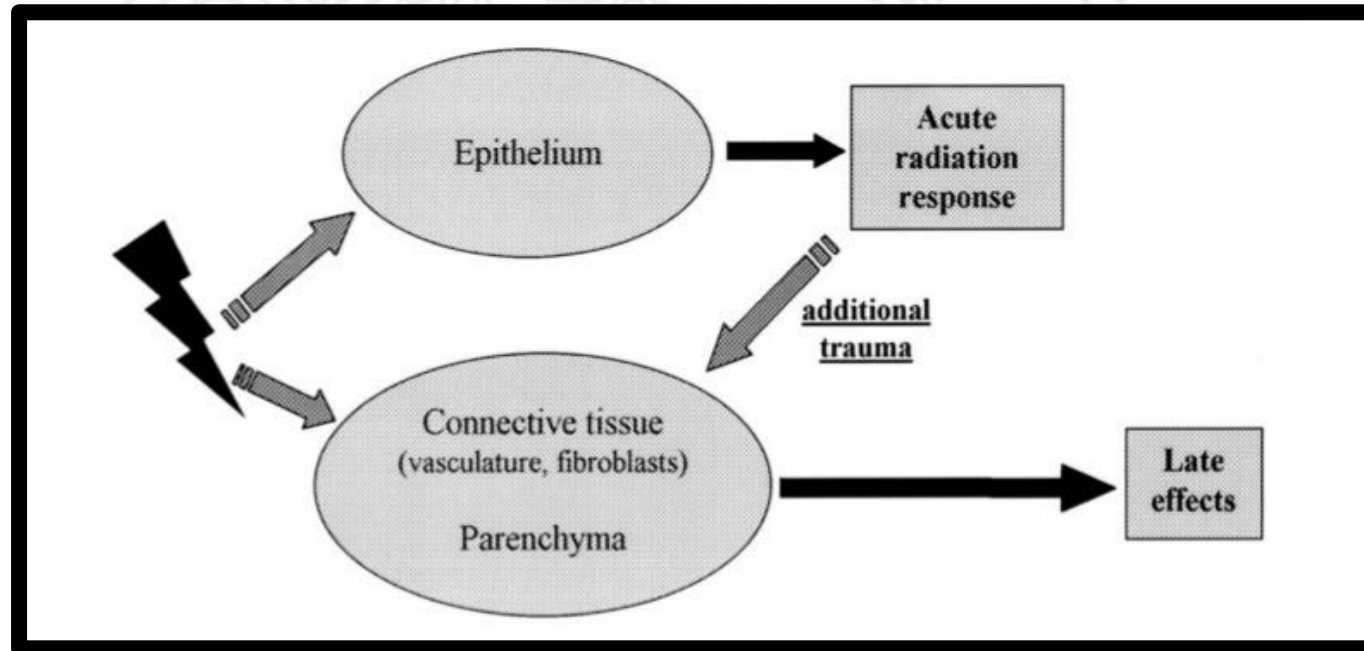 Epithelium
Acute
radiation
response
additional
trauma
Connective tissue
(vasculature, fibroblasts)
Parenchyma
Late
effects